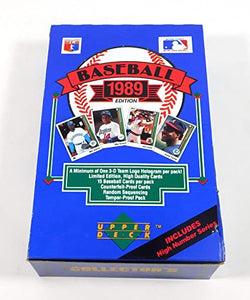 BASEBALL
1989
EDITION
A Minimum of One 3-D Team Logo Hologram per pack!
Limited Edition, High Quality Cards
15 Baseball Cards per pack
Counterfeit-Proof Cards
Random Sequencing
Tamper-Proof Pack
UPPER
DECK
TM
INCLUDES
High Number Series
COLLECTOR'S